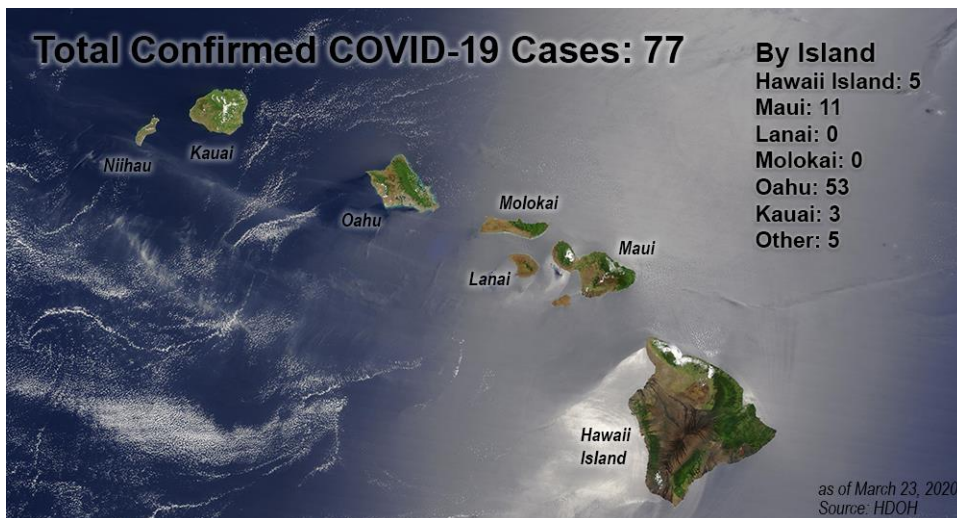 Total Confirmed COVID-19 Cases: 77
By Island
Hawaii Island: 5
Maui: 11
Lanai: 0
Molokai: 0
Oahu: 53
Kauai: 3
Other: 5
Niihau
Kauai
Oahu
Molokai
Lanai
Maui
Hawaii
Island
as of March 23, 2020
Source: HDOH